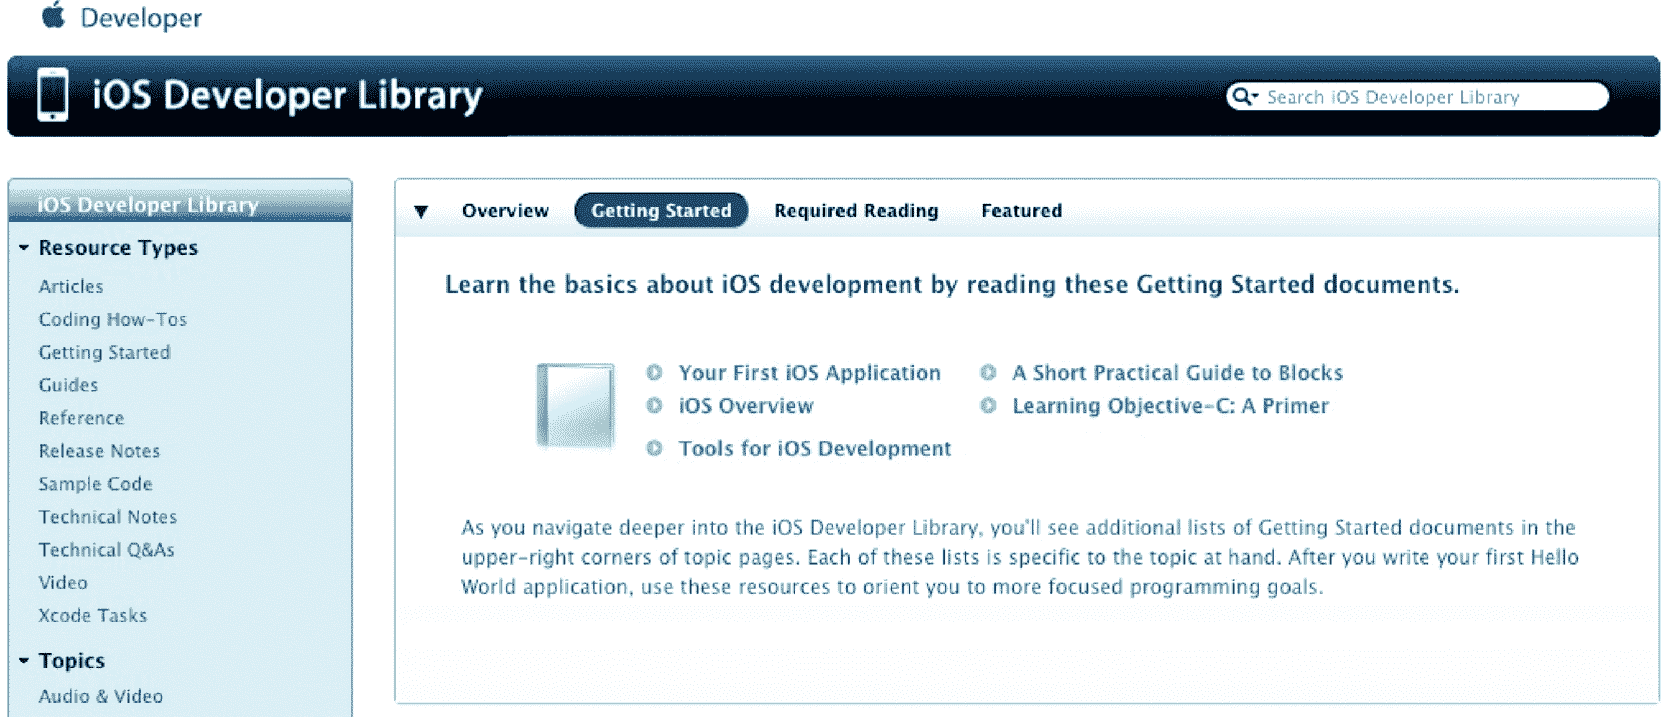 Developer
iOS Developer Library
Search iOS Developer Library
iOS Developer Library
Resource Types
Articles
Coding How-Tos
Getting Started
Guides
Reference
Release Notes
Sample Code
Technical Notes
Technical Q&As
Video
Xcode Tasks
Topics
Audio & Video
Overview Getting Started Required Reading Featured
Learn the basics about iOS development by reading these Getting Started documents.
Your First iOS Application
iOS Overview
Tools for iOS Development
A Short Practical Guide to Blocks
Learning Objective-C: A Primer
As you navigate deeper into the iOS Developer Library, you'll see additional lists of Getting Started documents in the
upper-right corners of topic pages. Each of these lists is specific to the topic at hand. After you write your first Hello
World application, use these resources to orient you to more focused programming goals.